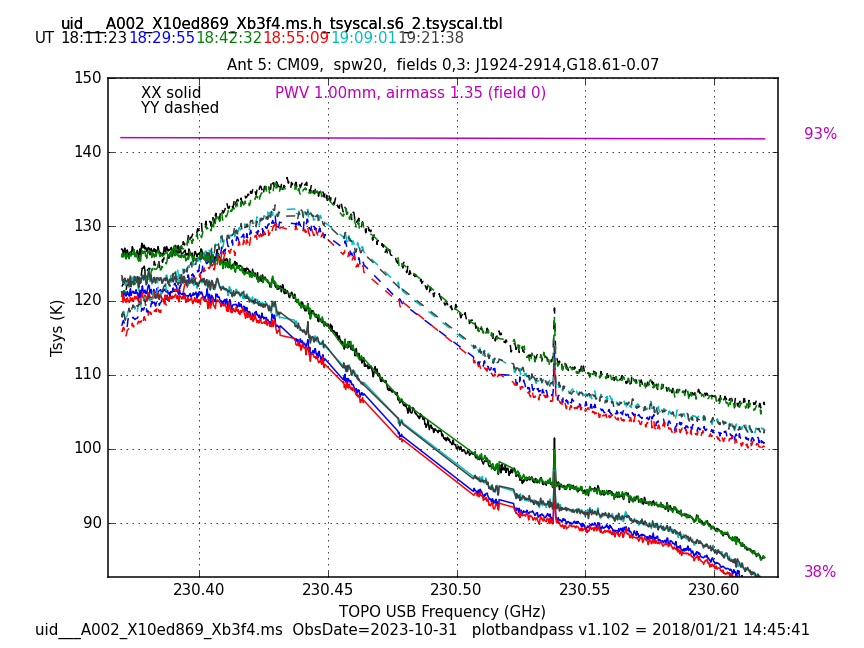 uid___A002_X10ed869_Xb3f4.ms.h_tsyscal.s6_2.tsyscal.tbl
UT 18:11:23 18:29:55 18:42:32 18:55:09 19:09:01 19:21:38
Ant 5: CM09,  spw20,  fields 0,3: J1924-2914,G18.61-0.07
XX solid
YY dashed
PWV 1.00mm, airmass 1.35 (field 0)
150
140
130
120
110
100
90
Tsys (K)
93%
38%
230.40 230.45 230.50 230.55 230.60
TOPO USB Frequency (GHz)
uid___A002_X10ed869_Xb3f4.ms  ObsDate=2023-10-31   plotbandpass v1.102 = 2018/01/21 14:45:41